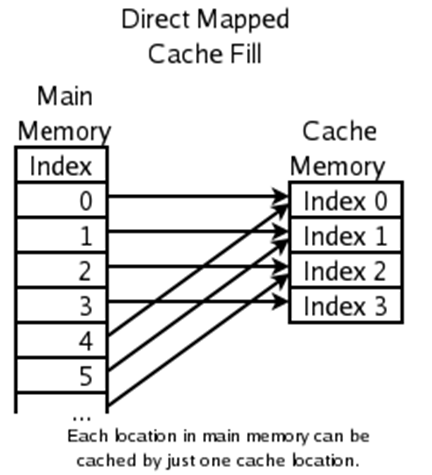 Direct Mapped
Cache Fill
Main
Memory
Index
0
1
2
3
4
5
...
Cache
Memory
Index 0
Index 1
Index 2
Index 3
Each location in main memory can be
cached by just one cache location.